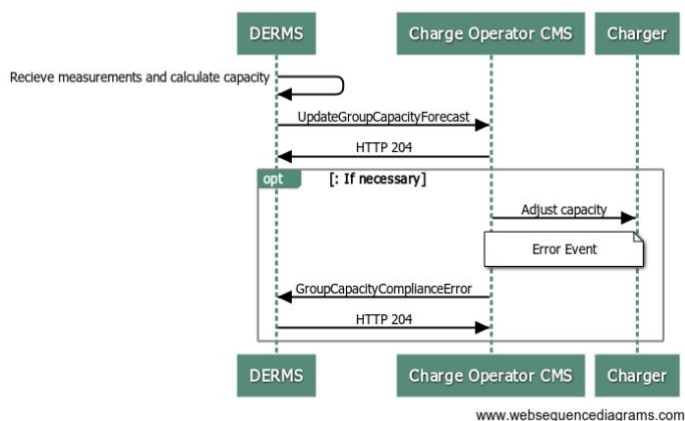 DERMS
Charge Operator CMS
Charger
Recieve measurements and calculate capacity
UpdateGroupCapacityForecast
HTTP 204
opt
[: If necessary]
Adjust capacity
Error Event
GroupCapacityComplianceError
HTTP 204
DERMS
Charge Operator CMS
Charger
www.websequencediagrams.com